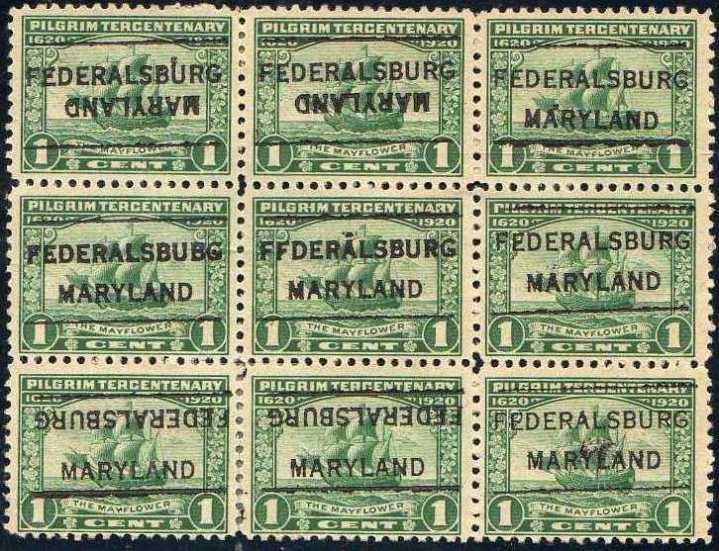 PILGRIM TERCENTENARY PILGRIM TERCENTENARY PILGRIM TERCENTENARY
1620 1920 1620 1920 1620 1920
FEDERALSBURG FEDERALSBURG FEDERALSBURG
MARYLAND MARYLAND MARYLAND
THE MAYFLOWER THE MAYFLOWER THE MAYFLOWER
1 CENT 1 1 CENT 1 1 CENT 1
PILGRIM TERCENTENARY PILGRIM TERCENTENARY PILGRIM TERCENTENARY
1620 1920 1620 1920 1620 1920
FEDERALSBUBG FFDERALSBURG FEDERALSBURG
MARYLAND MARYLAND MARYLAND
THE MAYFLOWER THE MAYFLOWER THE MAYFLOWER
1 CENT 1 1 CENT 1 1 CENT 1
PILGRIM TERCENTENARY PILGRIM TERCENTENARY PILGRIM TERCENTENARY
1620 1920 1620 1920 1620 1920
FEDERALSBURG FEDERALSBURG FEDERALSBURG
MARYLAND MARYLAND MARYLAND
THE MAYFLOWER THE MAYFLOWER THE MAYFLOWER
1 CENT 1 1 CENT 1 1 CENT 1